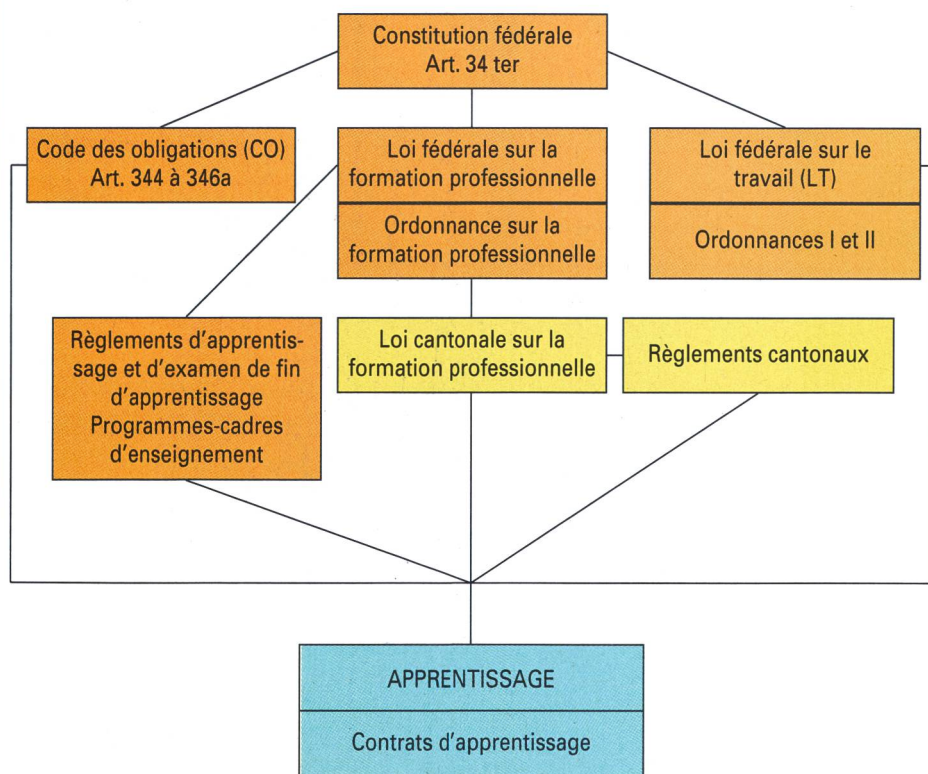 Constitution fédérale
Art. 34 ter
Code des obligations (CO)
Art. 344 à 346a
Loi fédérale sur la
formation professionnelle
Ordonnance sur la
formation professionnelle
Loi fédérale sur le
travail (LT)
Ordonnances I et II
Règlements d'apprentis-
sage et d'examen de fin
d'apprentissage
Programmes-cadres
d'enseignement
Loi cantonale sur la
formation professionnelle
Règlements cantonaux
APPRENTISSAGE
Contrats d'apprentissage